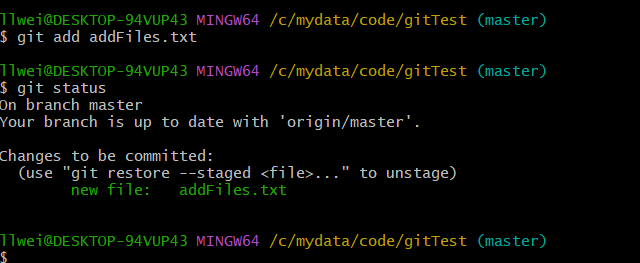 llwei@DESKTOP-94VUP43 MINGW64 /c/mydata/code/gitTest (master)
$ git add addFiles.txt
llwei@DESKTOP-94VUP43 MINGW64 /c/mydata/code/gitTest (master)
$ git status
On branch master
Your branch is up to date with 'origin/master'.
Changes to be committed:
  (use "git restore --staged <file>..." to unstage)
        new file:   addFiles.txt
llwei@DESKTOP-94VUP43 MINGW64 /c/mydata/code/gitTest (master)
$